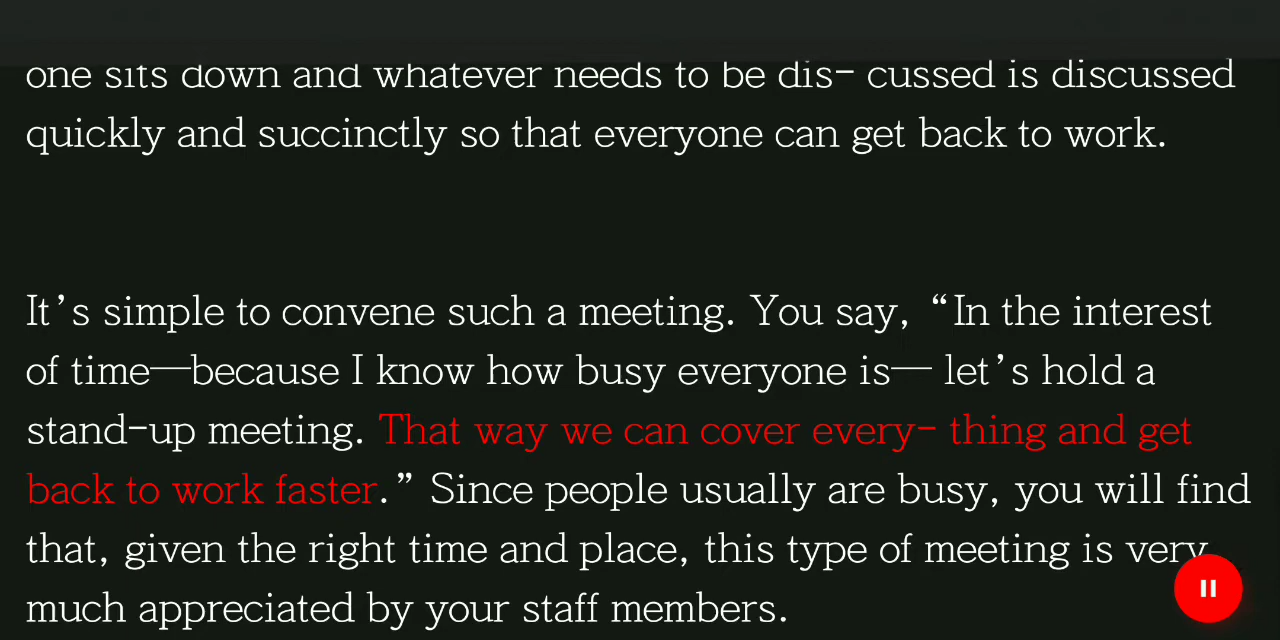 one sits down and whatever needs to be dis- cussed is discussed
quickly and succinctly so that everyone can get back to work.
It’s simple to convene such a meeting. You say, “In the interest
of time—because I know how busy everyone is— let’s hold a
stand-up meeting. That way we can cover every- thing and get
back to work faster.” Since people usually are busy, you will find
that, given the right time and place, this type of meeting is very
much appreciated by your staff members.